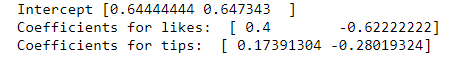 Intercept [0.64444444 0.647343  ]
Coefficients for likes:  [ 0.4         -0.62222222]
Coefficients for tips:  [ 0.17391304 -0.28019324]